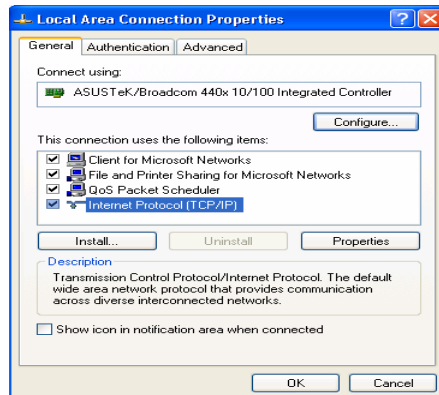 Local Area Connection Properties
General Authentication Advanced
Connect using:
ASUSTeK/Broadcom 440x 10/100 Integrated Controller
Configure...
This connection uses the following items:
Client for Microsoft Networks
File and Printer Sharing for Microsoft Networks
QoS Packet Scheduler
Internet Protocol (TCP/IP)
Install... Uninstall Properties
Description
Transmission Control Protocol/Internet Protocol. The default
wide area network protocol that provides communication
across diverse interconnected networks.
Show icon in notification area when connected
OK Cancel